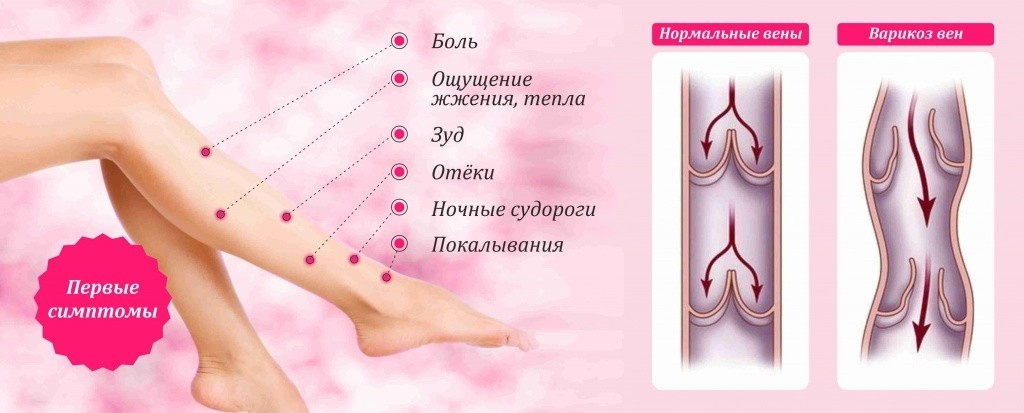 Боль
Ощущение
жжения, тепла
Зуд
Отёки
Ночные судороги
Покалывания
Первые
симптомы
Нормальные вены
Варикоз вен